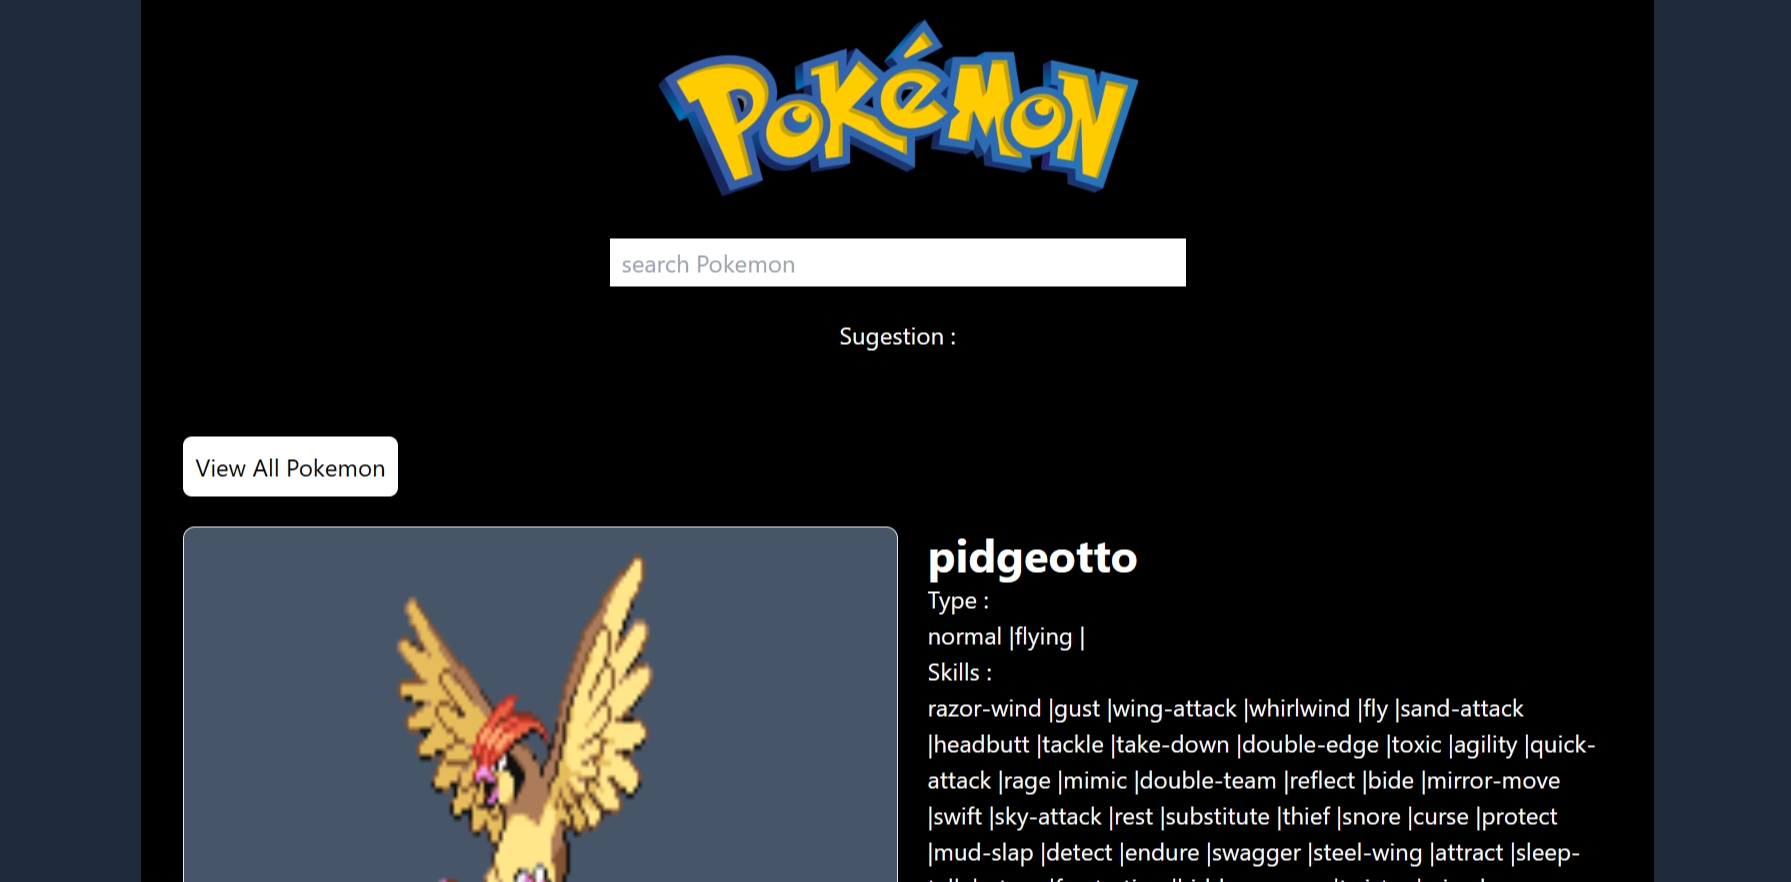 POKéMON
search Pokemon
Sugestion :
View All Pokemon
pidgeotto
Type :
normal |flying |
Skills :
razor-wind |gust |wing-attack |whirlwind |fly |sand-attack
|headbutt |tackle |take-down |double-edge |toxic |agility |quick-
attack |rage |mimic |double-team |reflect |bide |mirror-move
|swift |sky-attack |rest |substitute |thief |snore |curse |protect
|mud-slap |detect |endure |swagger |steel-wing |attract |sleep-